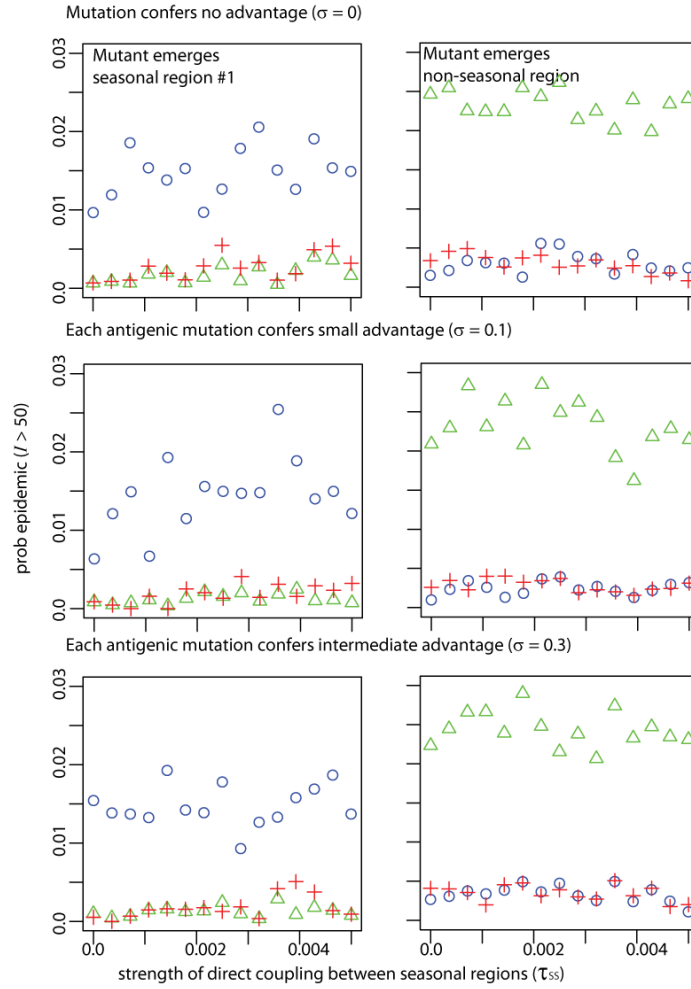 Mutation confers no advantage (σ = 0)
Mutant emerges
seasonal region #1
Mutant emerges
non-seasonal region
0.03
0.02
0.01
0.0
Each antigenic mutation confers small advantage (σ = 0.1)
prob epidemic (I > 50)
0.03
0.02
0.01
0.0
Each antigenic mutation confers intermediate advantage (σ = 0.3)
0.03
0.02
0.01
0.0
0.0 0.002 0.004 0.0 0.002 0.004
strength of direct coupling between seasonal regions (τss)